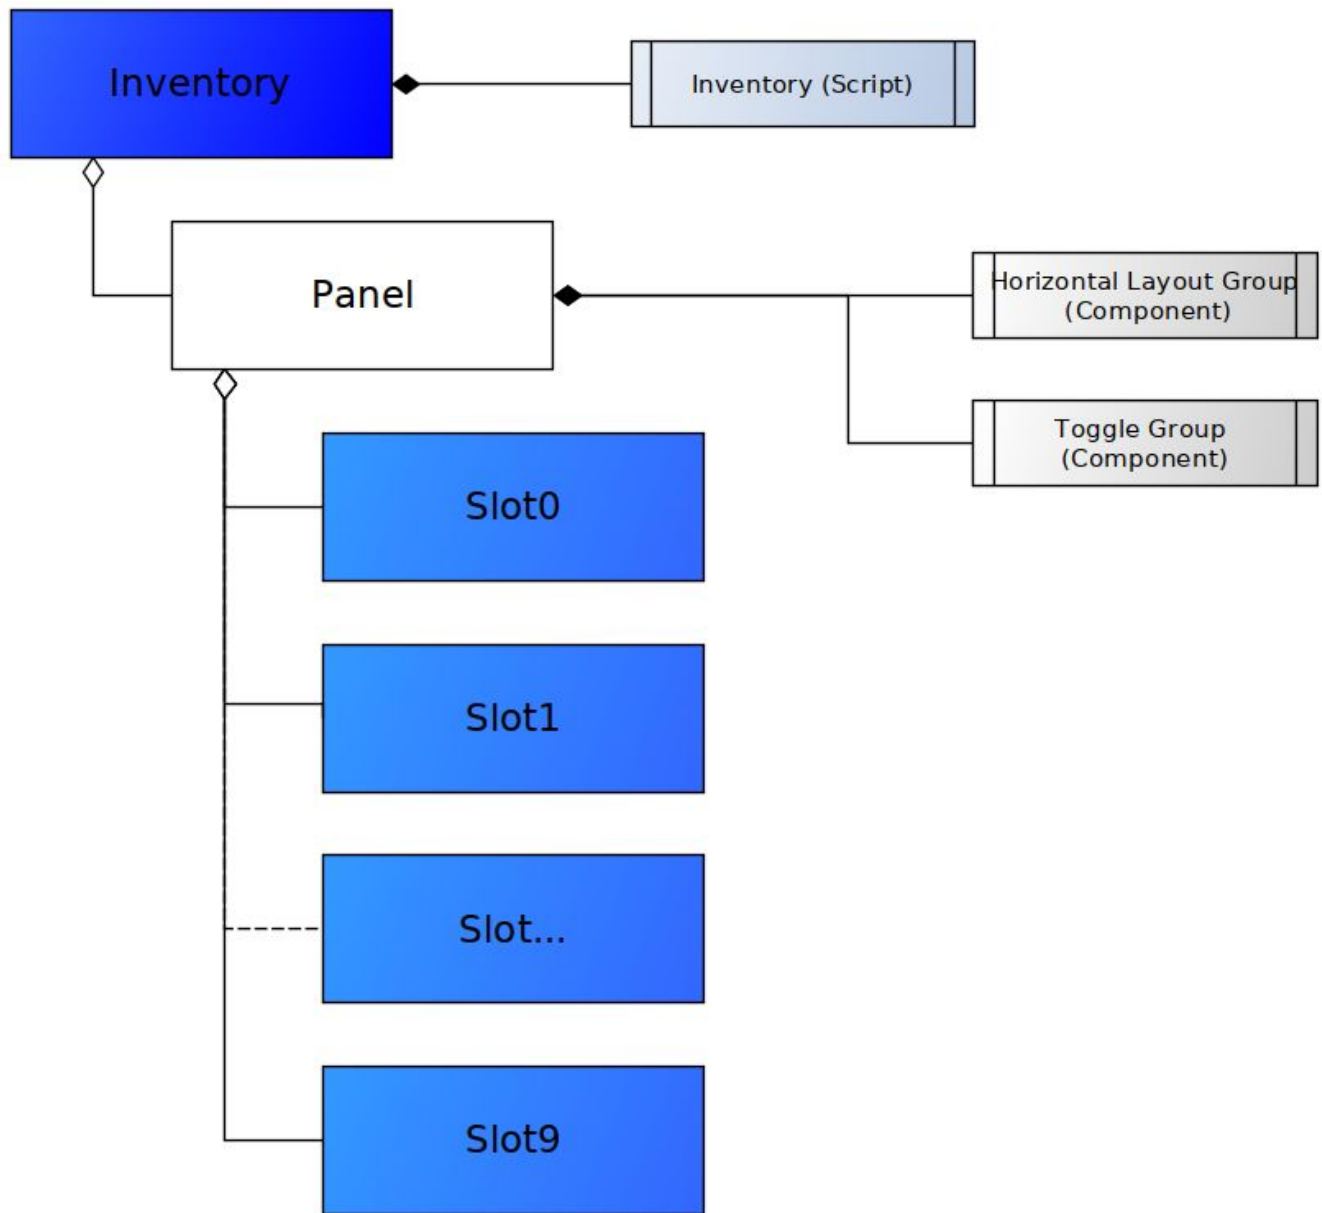 Inventory
Inventory (Script)
Panel
Horizontal Layout Group
(Component)
Toggle Group
(Component)
Slot0
Slot1
Slot...
Slot9